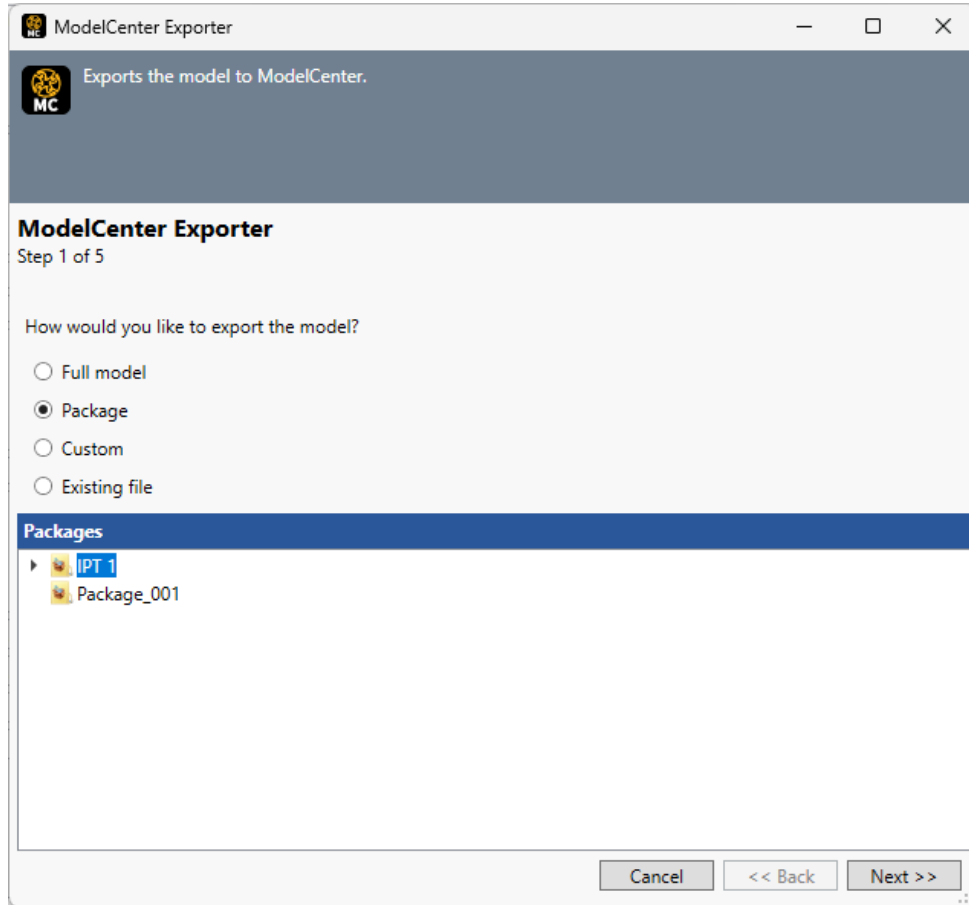 ModelCenter Exporter
Exports the model to ModelCenter.
MC
ModelCenter Exporter
Step 1 of 5
How would you like to export the model?
Full model
Package
Custom
Existing file
Packages
IPT 1
Package_001
Cancel
<< Back
Next >>